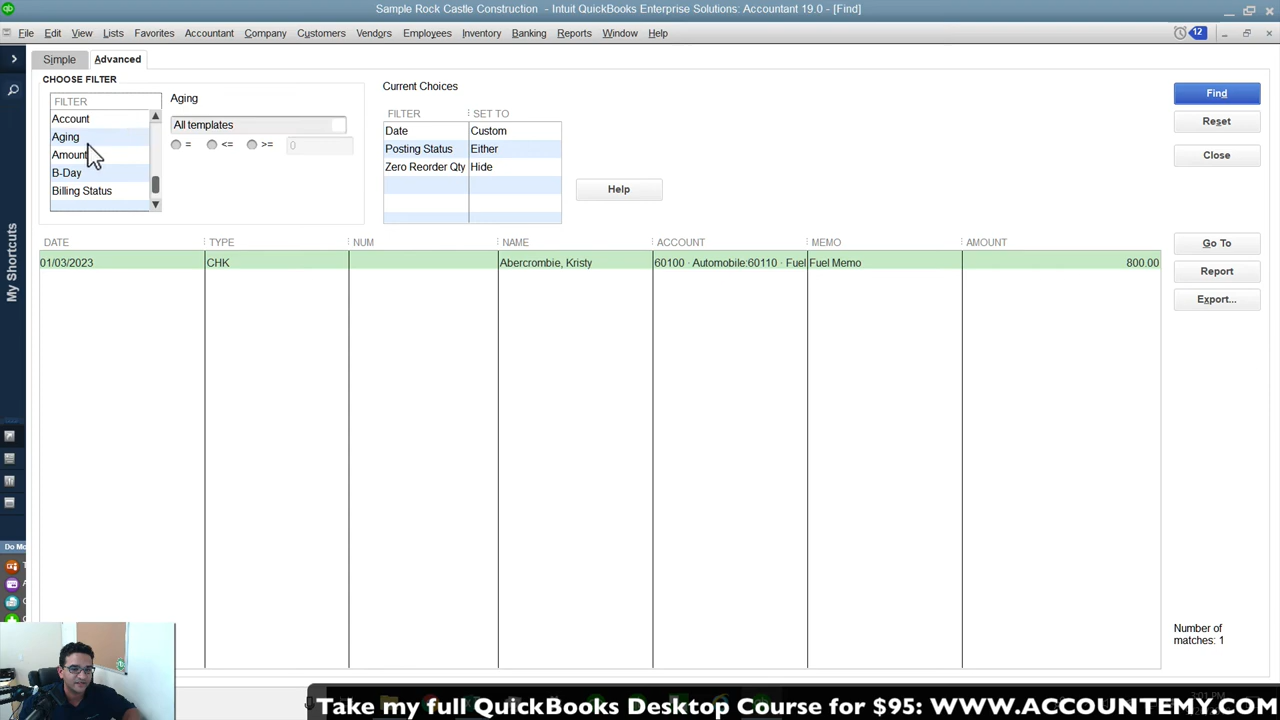 Sample Rock Castle Construction - Intuit QuickBooks Enterprise Solutions: Accountant 19.0 - [Find]
File Edit View Lists Favorites Accountant Company Customers Vendors Employees Inventory Banking Reports Window Help 12
Simple Advanced
CHOOSE FILTER
FILTER
Account
Aging
Amount
B-Day
Billing Status
Aging
All templates
= <= >= 0
Current Choices
FILTER SET TO
Date Custom
Posting Status Either
Zero Reorder Qty Hide
Help
Find
Reset
Close
DATE TYPE NUM NAME ACCOUNT MEMO AMOUNT
01/03/2023 CHK Abercrombie, Kristy 60100 · Automobile:60110 · Fuel Fuel Memo 800.00
Go To
Report
Export...
Number of
matches: 1
My Shortcuts
Do Mo
3:01 PM
Take my full QuickBooks Desktop Course for $95: WWW.ACCOUNTEMY.COM